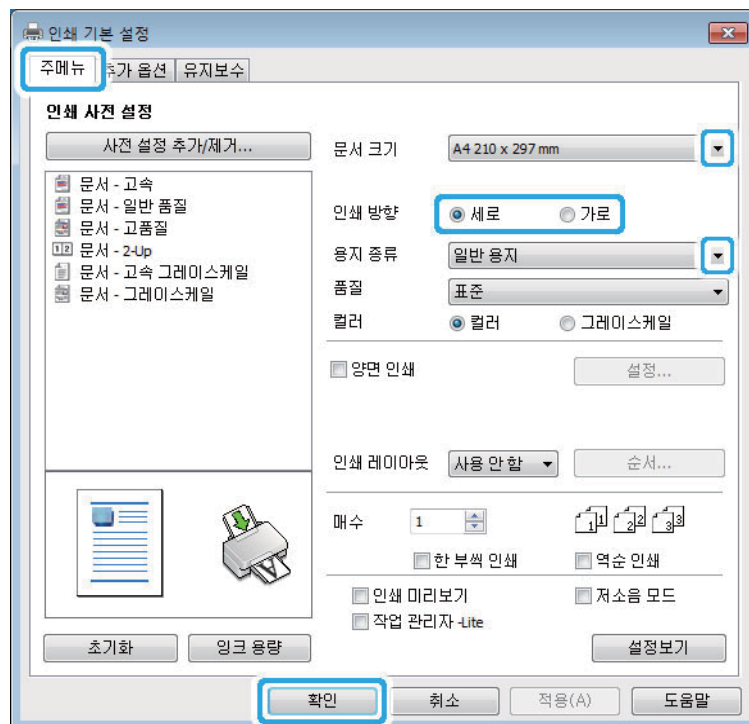 인쇄 기본 설정
주메뉴 추가 옵션 유지보수
인쇄 사전 설정
사전 설정 추가/제거...
문서 - 고속
문서 - 일반 품질
문서 - 고품질
문서 - 2-Up
문서 - 고속 그레이스케일
문서 - 그레이스케일
문서 크기 A4 210 x 297 mm
인쇄 방향 세로 가로
용지 종류 일반 용지
품질 표준
컬러 컬러 그레이스케일
양면 인쇄 설정...
인쇄 레이아웃 사용 안 함 순서...
매수 1
한 부씩 인쇄 역순 인쇄
인쇄 미리보기 저소음 모드
작업 관리자 -Lite
초기화 잉크 용량 설정보기
확인 취소 적용(A) 도움말